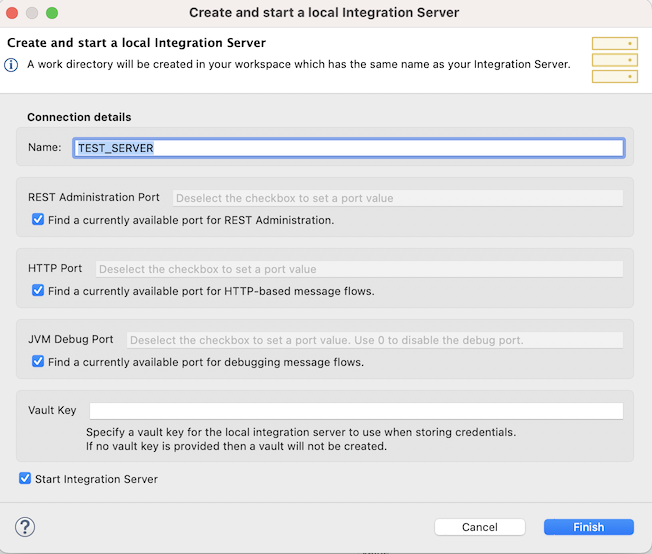 Create and start a local Integration Server
Create and start a local Integration Server
A work directory will be created in your workspace which has the same name as your Integration Server.
Connection details
Name: TEST_SERVER
REST Administration Port Deselect the checkbox to set a port value
Find a currently available port for REST Administration.
HTTP Port Deselect the checkbox to set a port value
Find a currently available port for HTTP-based message flows.
JVM Debug Port Deselect the checkbox to set a port value. Use 0 to disable the debug port.
Find a currently available port for debugging message flows.
Vault Key
Specify a vault key for the local integration server to use when storing credentials.
If no vault key is provided then a vault will not be created.
Start Integration Server
? Cancel Finish